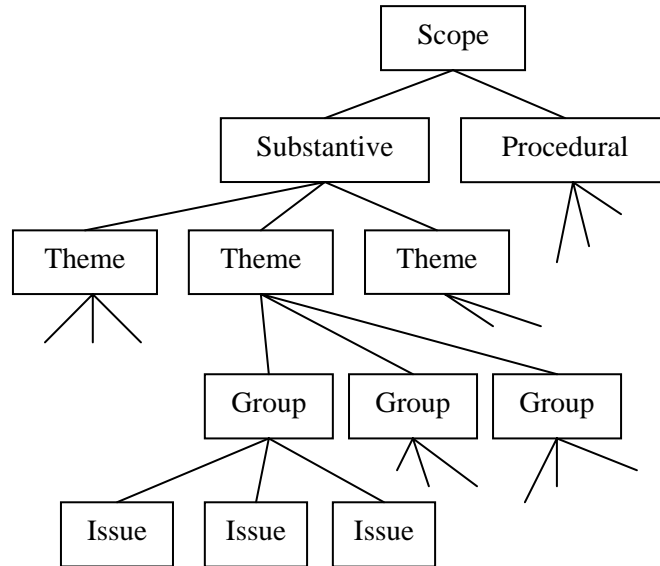 Scope
Substantive
Procedural
Theme
Theme
Theme
Group
Group
Group
Issue
Issue
Issue